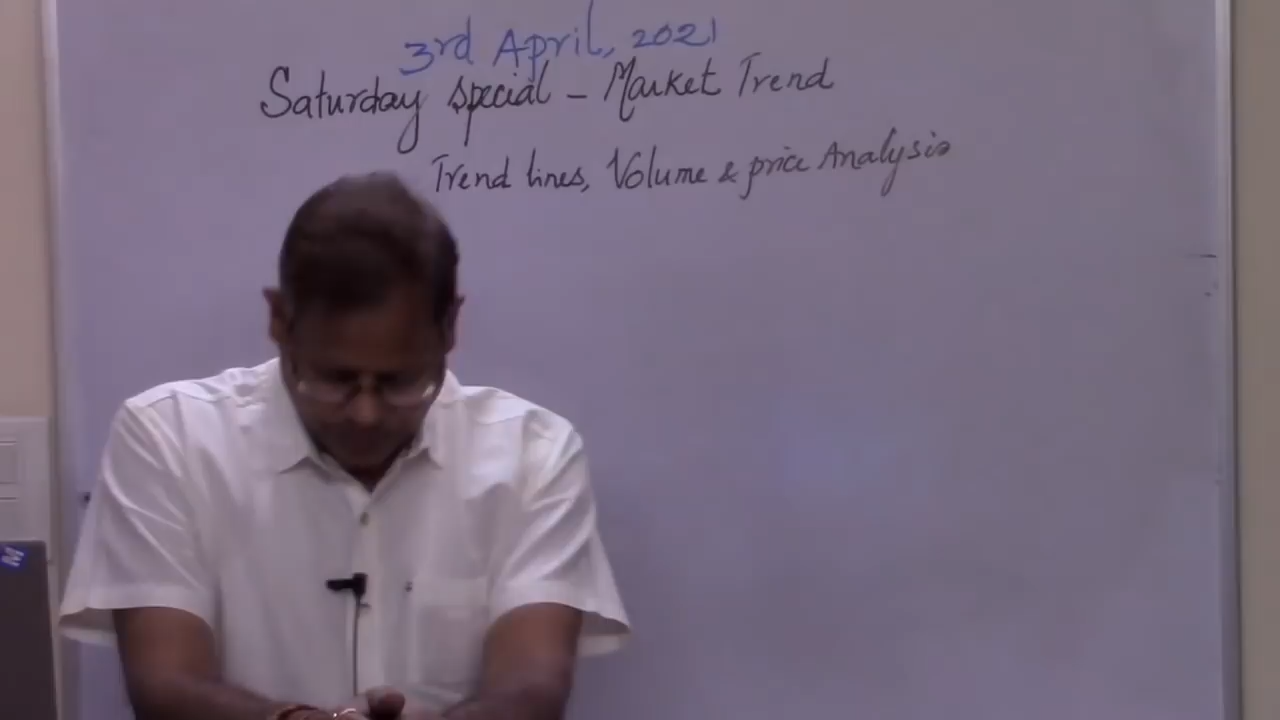 3rd April, 2021
Saturday special - Market Trend
Trend lines, Volume & price Analysis
M